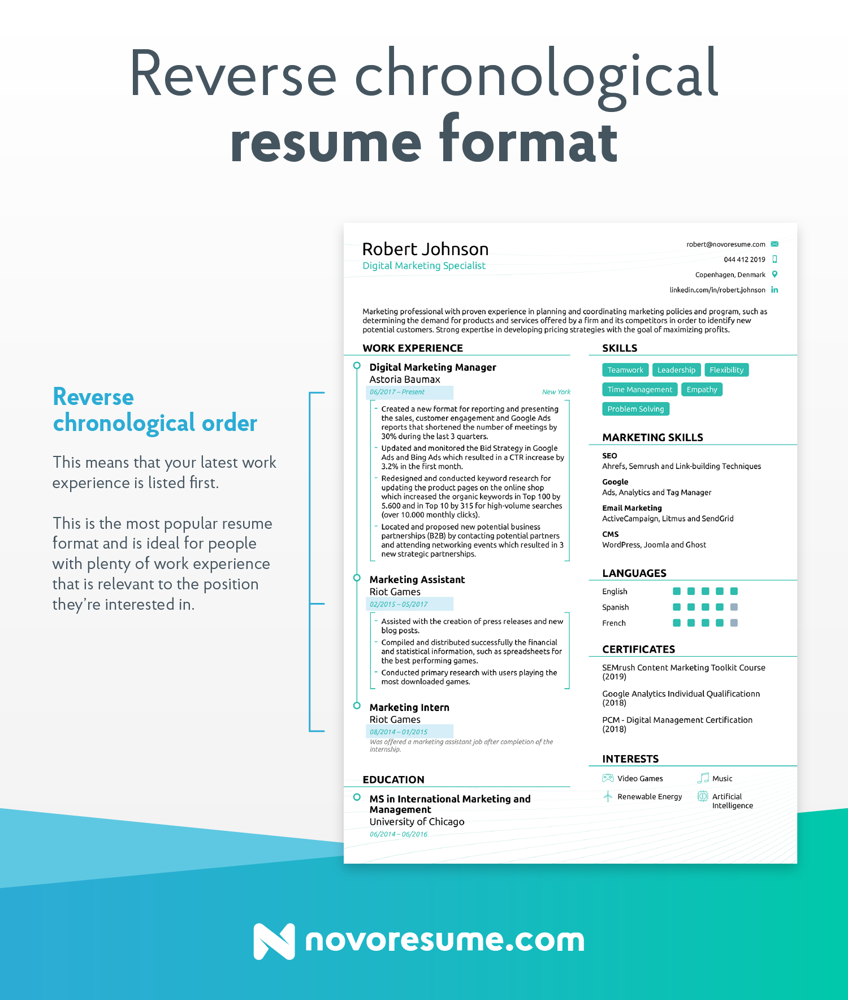 Reverse chronological
resume format
Reverse
chronological order
This means that your latest work
experience is listed first.
This is the most popular resume
format and is ideal for people
with plenty of work experience
that is relevant to the position
they're interested in.
Robert Johnson
Digital Marketing Specialist
robert@novoresume.com
044 412 2019
Copenhagen, Denmark
linkedin.com/in/robert.johnson
in
Marketing professional with proven experience in planning and coordinating marketing policies and program, such as
determining the demand for products and services offered by a firm and its competitors in order to identify new
potential customers. Strong expertise in developing pricing strategies with the goal of maximizing profits.
WORK EXPERIENCE
Digital Marketing Manager
Astoria Baumax
06/2017 – Present
New York
- Created a new format for reporting and presenting
the sales, customer engagement and Google Ads
reports that shortened the number of meetings by
30% during the last 3 quarters.
- Updated and monitored the Bid Strategy in Google
Ads and Bing Ads which resulted in a CTR increase by
3.2% in the first month.
- Redesigned and conducted keyword research for
updating the product pages on the online shop
which increased the organic keywords in Top 100 by
5.600 and in Top 10 by 315 for high-volume searches
(over 10.000 monthly clicks).
- Located and proposed new potential business
partnerships (B2B) by contacting potential partners
and attending networking events which resulted in 3
new strategic partnerships.
Marketing Assistant
Riot Games
02/2015 – 05/2017
- Assisted with the creation of press releases and new
blog posts.
- Compiled and distributed successfully the financial
and statistical information, such as spreadsheets for
the best performing games.
- Conducted primary research with users playing the
most downloaded games.
Marketing Intern
Riot Games
08/2014 – 01/2015
Was offered a marketing assistant job after completion of the
internship.
EDUCATION
MS in International Marketing and
Management
University of Chicago
06/2014 – 06/2016
SKILLS
Teamwork
Leadership
Flexibility
Time Management
Empathy
Problem Solving
MARKETING SKILLS
SEO
Ahrefs, Semrush and Link-building Techniques
Google
Ads, Analytics and Tag Manager
Email Marketing
ActiveCampaign, Litmus and SendGrid
CMS
WordPress, Joomla and Ghost
LANGUAGES
English
Spanish
French
CERTIFICATES
SEMrush Content Marketing Toolkit Course
(2019)
Google Analytics Individual Qualificationn
(2018)
PCM - Digital Management Certification
(2018)
INTERESTS
Video Games
Music
Renewable Energy
Artificial
Intelligence
novoresume.com